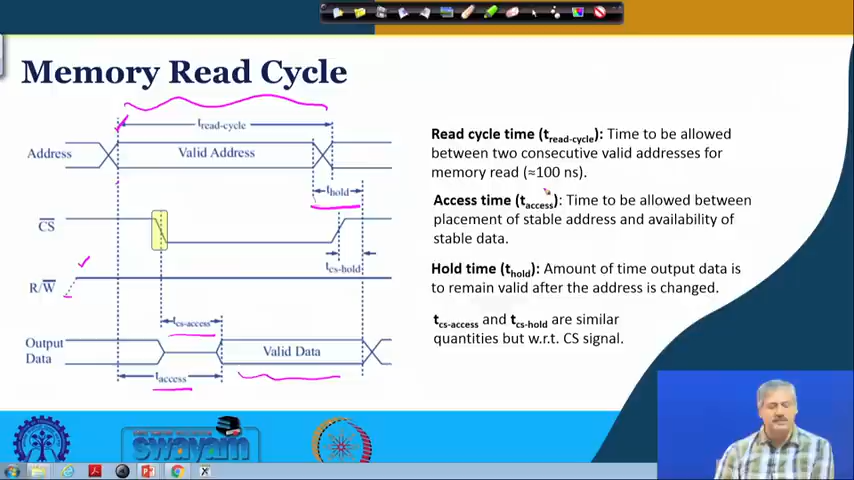 Memory Read Cycle
tread-cycle
Address
Valid Address
thold
CS
tcs-hold
R/W
tcs-access
Output
Data
Valid Data
taccess
Read cycle time (tread-cycle): Time to be allowed
between two consecutive valid addresses for
memory read (≈100 ns).
Access time (taccess): Time to be allowed between
placement of stable address and availability of
stable data.
Hold time (thold): Amount of time output data is
to remain valid after the address is changed.
tcs-access and tcs-hold are similar
quantities but w.r.t. CS signal.
swayam